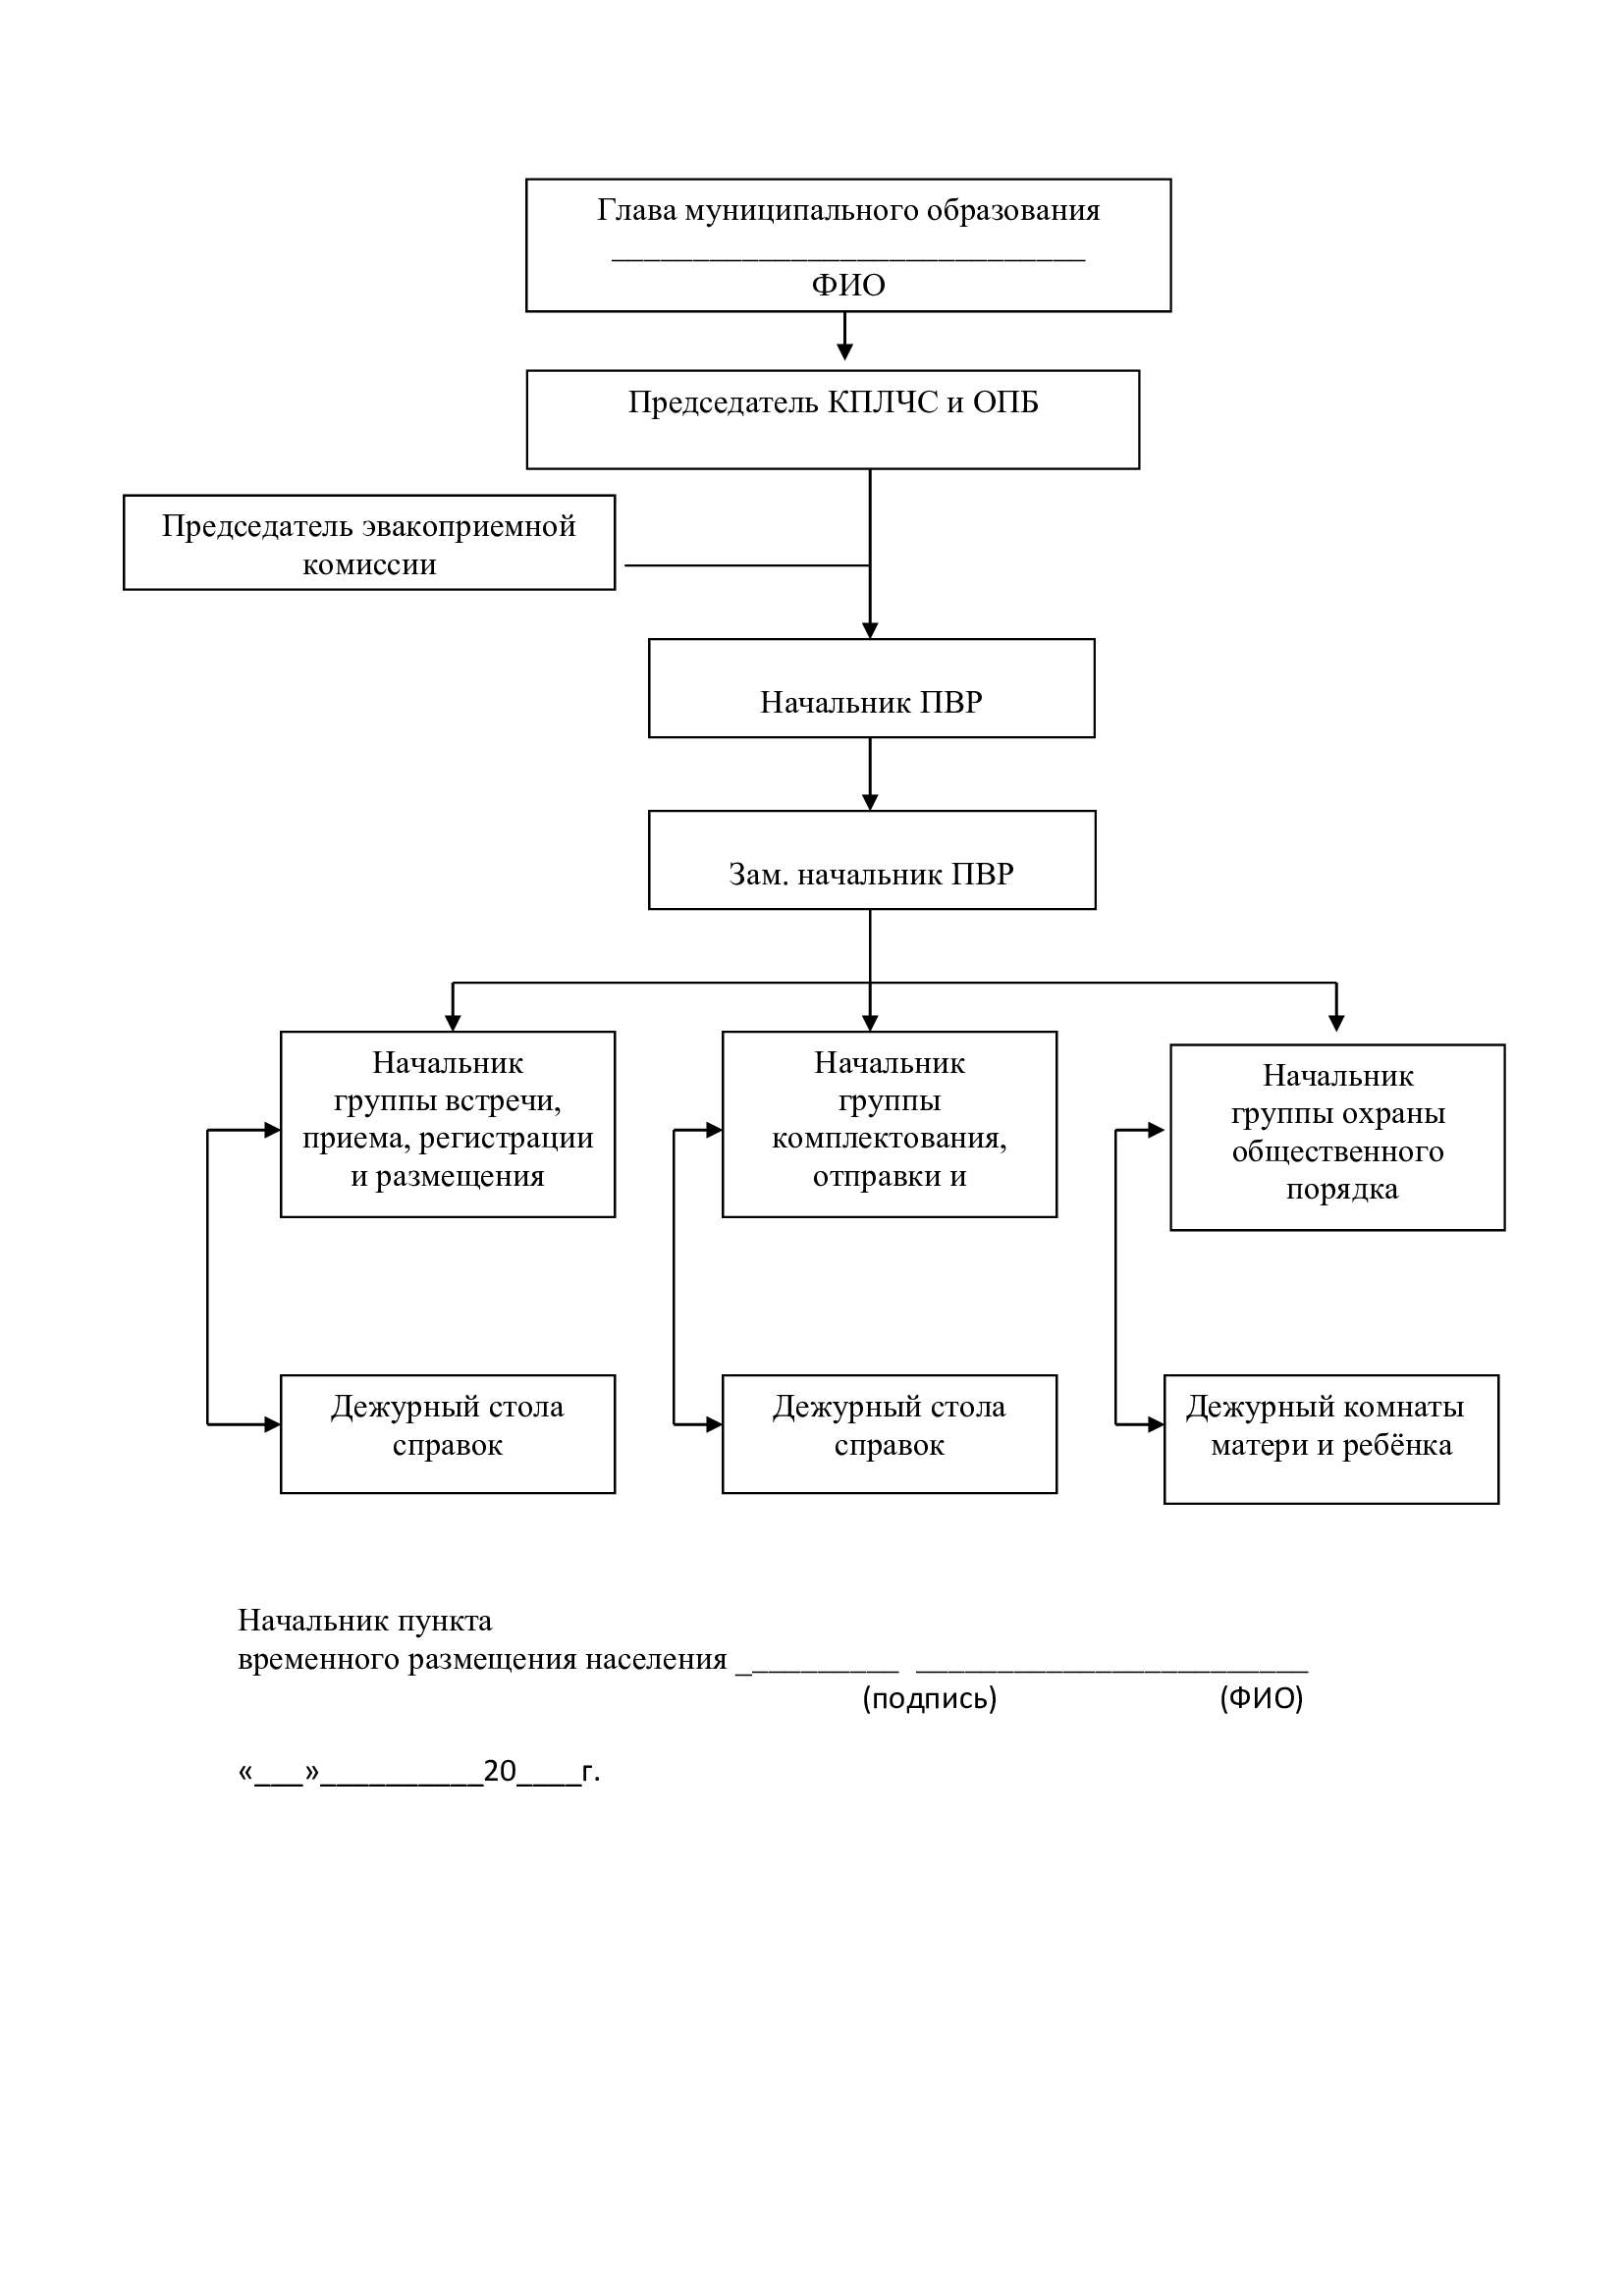 Глава муниципального образования
_____________________________
ФИО
Председатель КПЛЧС и ОПБ
Председатель эвакоприемной
комиссии
Начальник ПВР
Зам. начальник ПВР
Начальник
группы встречи,
приема, регистрации
и размещения
Начальник
группы
комплектования,
отправки и
Начальник
группы охраны
общественного
порядка
Дежурный стола
справок
Дежурный стола
справок
Дежурный комнаты
матери и ребёнка
Начальник пункта
временного размещения населения __________ ________________________
(подпись) (ФИО)
«___»__________20____г.